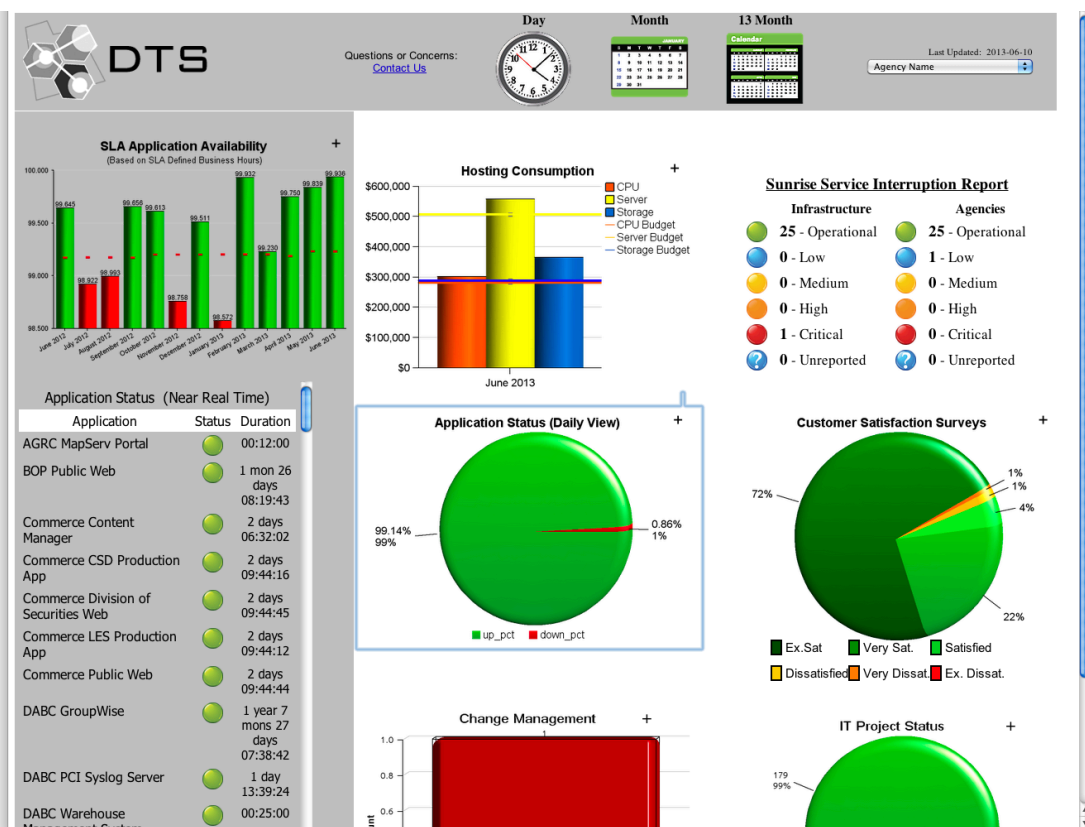 DTS
Questions or Concerns:
Contact Us
Day
Month
13 Month
JANUARY
Calendar
Last Updated: 2013-06-10
Agency Name
SLA Application Availability
+
(Based on SLA Defined Business Hours)
100.000
99.500
99.000
98.500
99.645
98.922
98.993
99.656
99.613
98.758
99.511
98.572
99.932
99.230
99.750
99.839
99.936
June 2012
July 2012
August 2012
September 2012
October 2012
November 2012
December 2012
January 2013
February 2013
March 2013
April 2013
May 2013
June 2013
Hosting Consumption
+
$600,000
$500,000
$400,000
$300,000
$200,000
$100,000
$0
June 2013
CPU
Server
Storage
CPU Budget
Server Budget
Storage Budget
Sunrise Service Interruption Report
Infrastructure
Agencies
25 - Operational
25 - Operational
0 - Low
1 - Low
0 - Medium
0 - Medium
0 - High
0 - High
1 - Critical
0 - Critical
? 0 - Unreported
? 0 - Unreported
Application Status (Near Real Time)
Application Status Duration
AGRC MapServ Portal 00:12:00
BOP Public Web 1 mon 26
days
08:19:43
Commerce Content 2 days
Manager 06:32:02
Commerce CSD Production 2 days
App 09:44:16
Commerce Division of 2 days
Securities Web 09:44:45
Commerce LES Production 2 days
App 09:44:12
Commerce Public Web 2 days
09:44:44
DABC GroupWise 1 year 7
mons 27
days
07:38:42
DABC PCI Syslog Server 1 day
13:39:24
DABC Warehouse 00:25:00
Management System
Application Status (Daily View)
+
99.14%
99%
0.86%
1%
up_pct
down_pct
Customer Satisfaction Surveys
+
72%
1%
1%
4%
22%
Ex.Sat
Very Sat.
Satisfied
Dissatisfied
Very Dissat.
Ex. Dissat.
Change Management
+
1
1.0
0.8
0.6
IT Project Status
+
179
99%